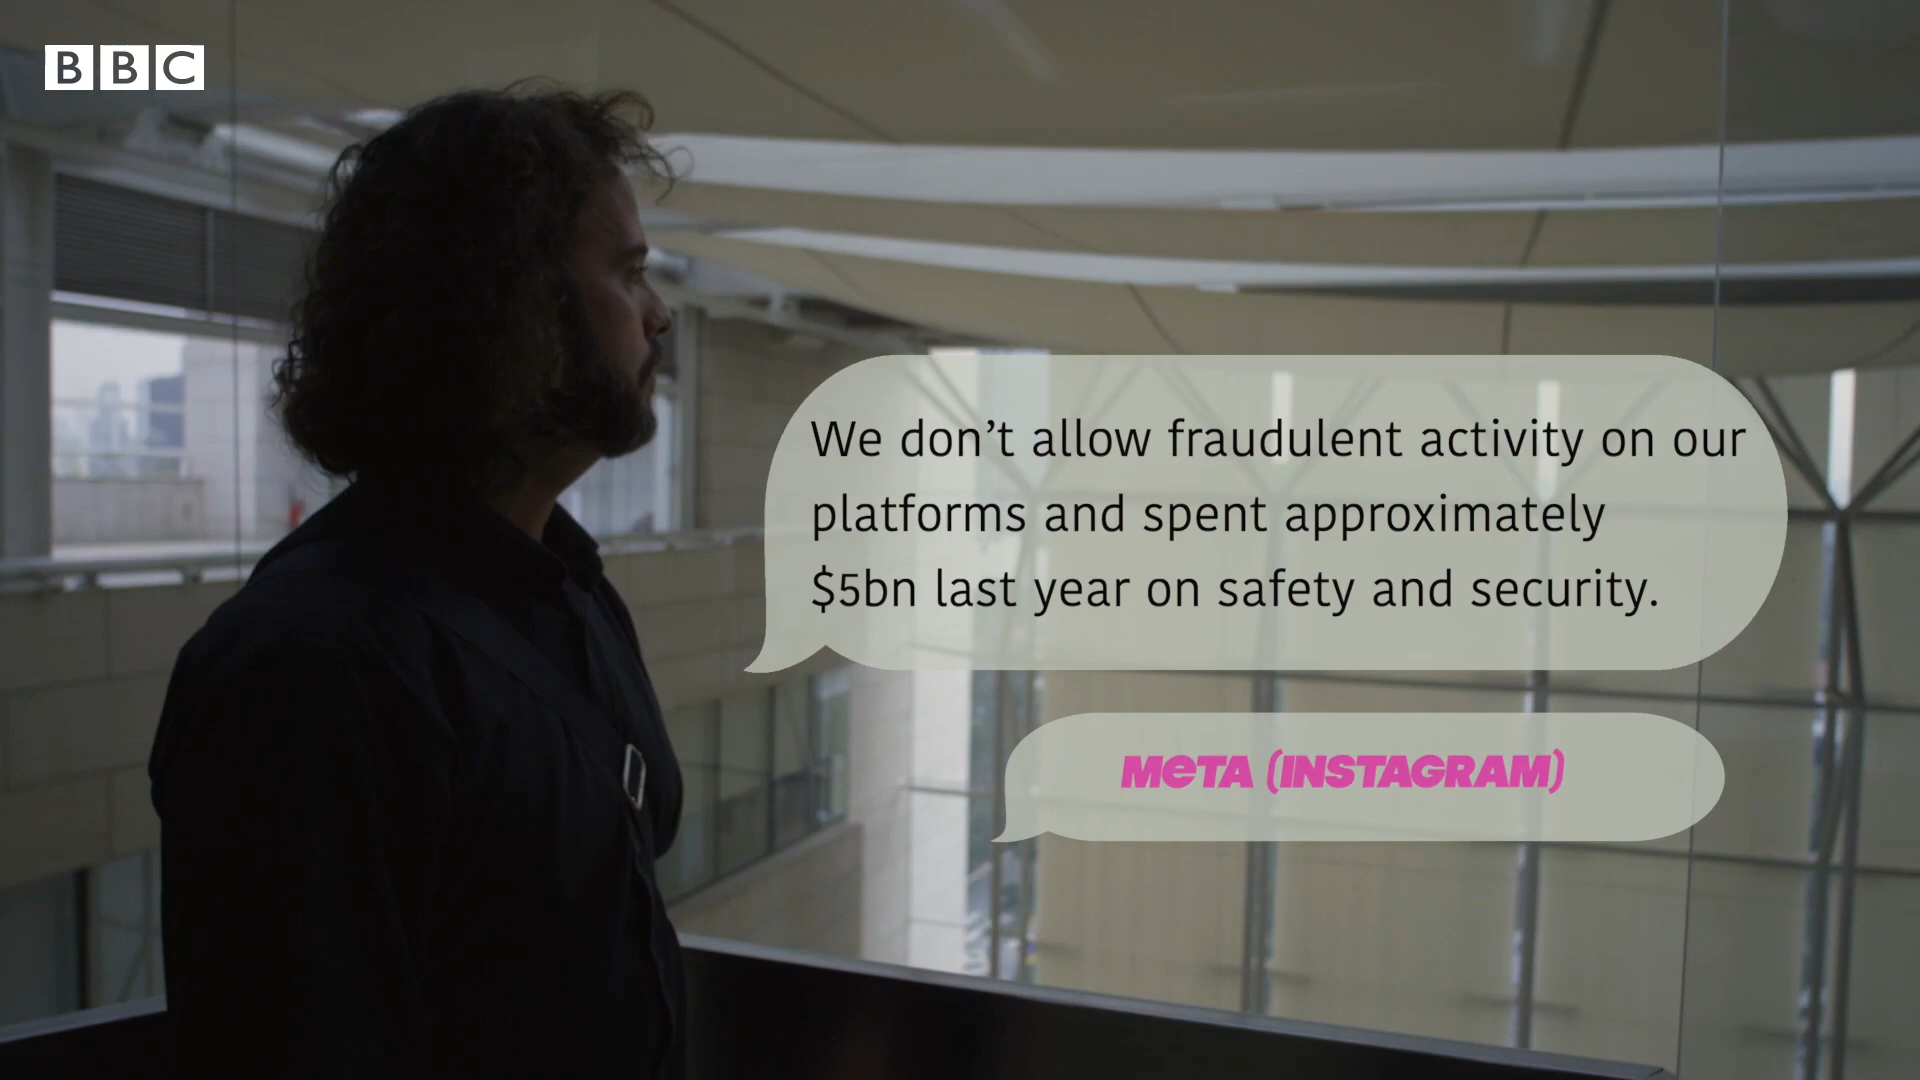 BBC
We don’t allow fraudulent activity on our
platforms and spent approximately
$5bn last year on safety and security.
MeTA (INSTAGRAM)